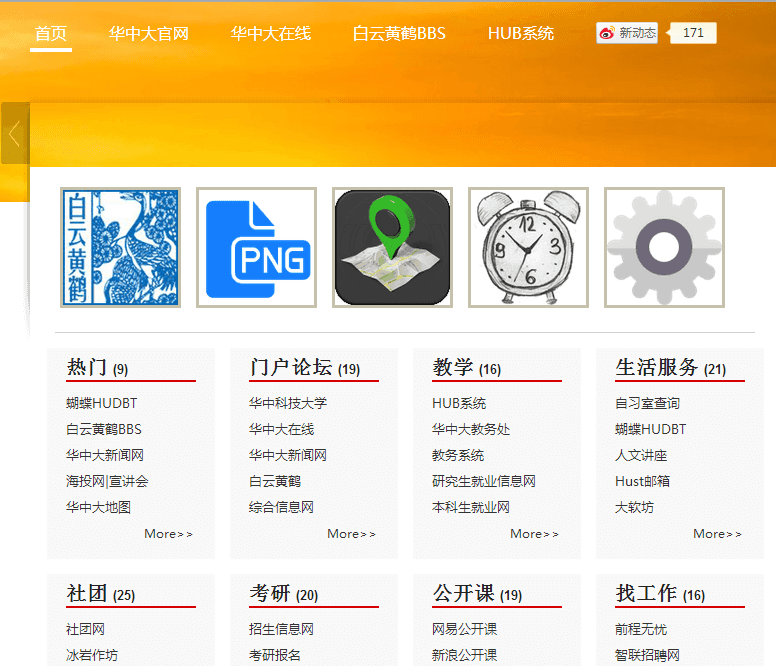 首页 华中大官网 华中大在线 白云黄鹤BBS HUB系统 新动态 171
白云黄鹤
PNG
12
9 3
6
热门 (9)
蝴蝶HUDBT
白云黄鹤BBS
华中大新闻网
海投网|宣讲会
华中大地图
More>>
门户论坛 (19)
华中科技大学
华中大在线
华中大新闻网
白云黄鹤
综合信息网
More>>
教学 (16)
HUB系统
华中大教务处
教务系统
研究生就业信息网
本科生就业网
More>>
生活服务 (21)
自习室查询
蝴蝶HUDBT
人文讲座
Hust邮箱
大软坊
More>>
社团 (25)
社团网
冰岩作坊
考研 (20)
招生信息网
考研报名
公开课 (19)
网易公开课
新浪公开课
找工作 (16)
前程无忧
智联招聘网